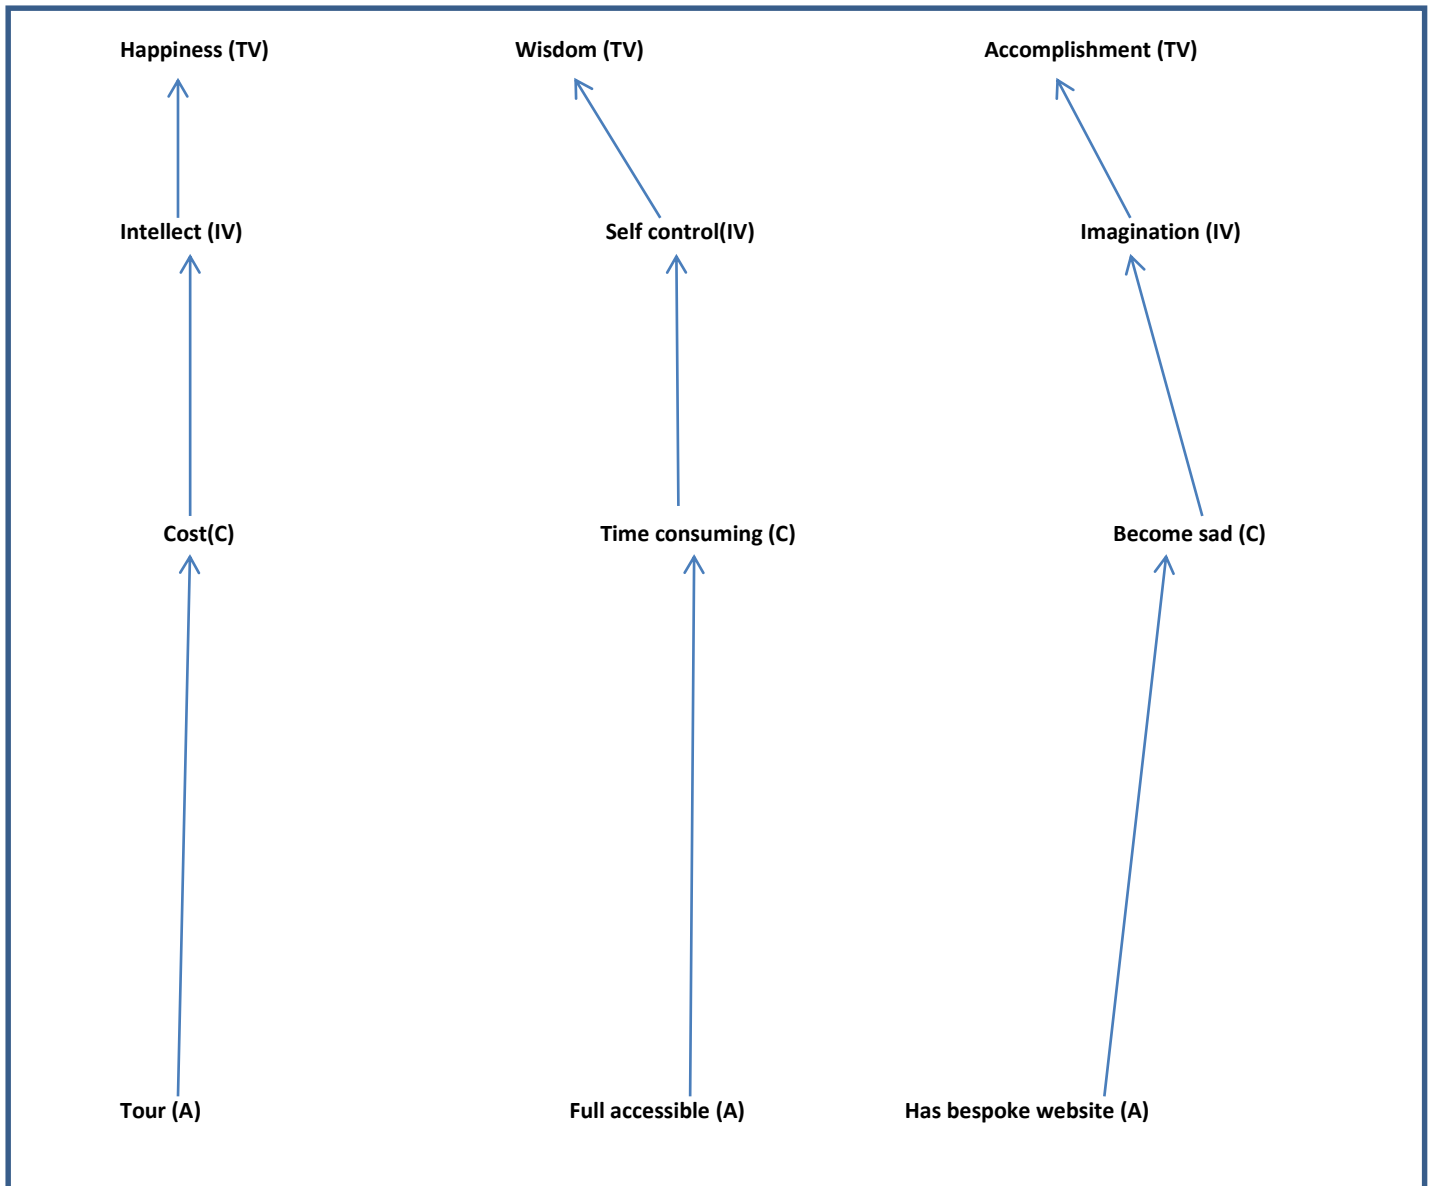 Happiness (TV) Wisdom (TV) Accomplishment (TV)
Intellect (IV) Self control(IV) Imagination (IV)
Cost(C) Time consuming (C) Become sad (C)
Tour (A) Full accessible (A) Has bespoke website (A)